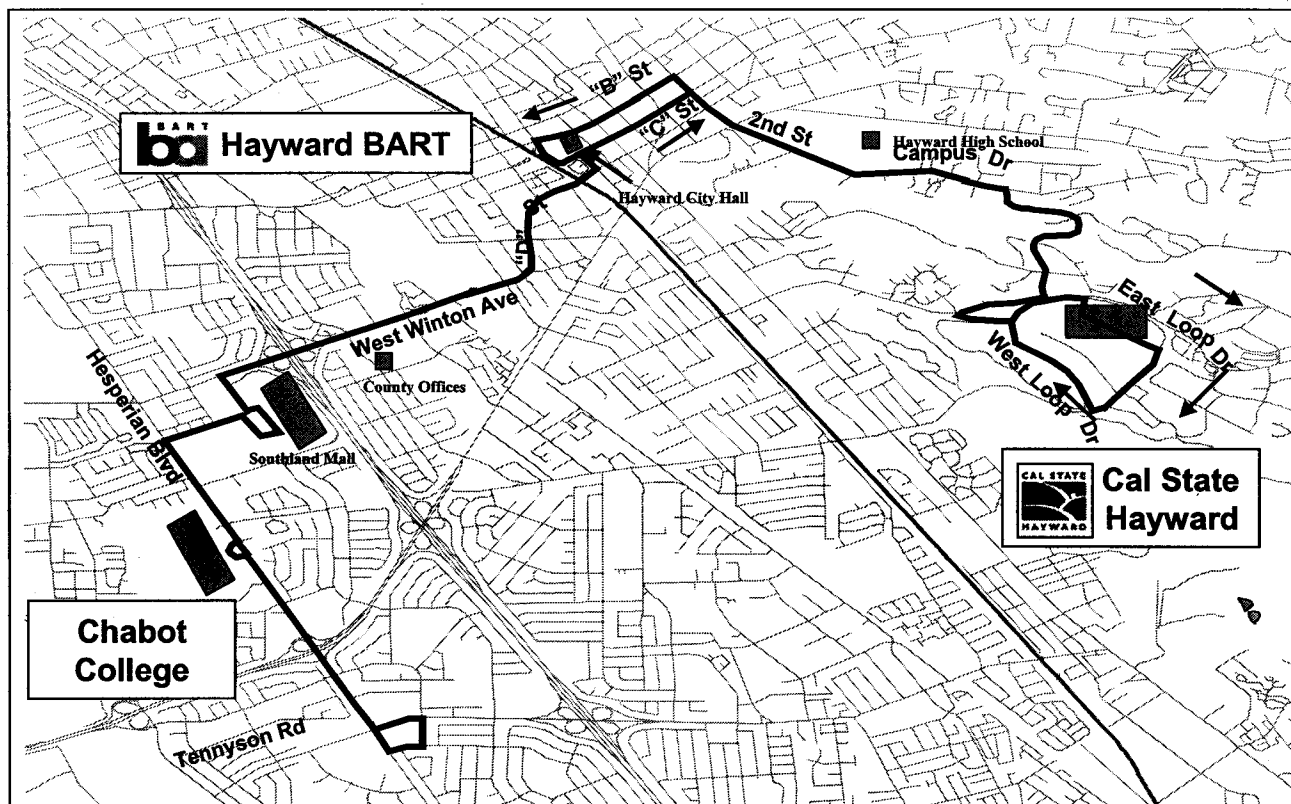 "B" St
"C" St
2nd St
BART
ba Hayward BART
Hayward High School
Campus Dr
Hayward City Hall
"D" St
West Winton Ave
East Loop Dr
County Offices
West Loop Dr
Hesperian Blvd
Southland Mall
CAL STATE
HAYWARD
Cal State
Hayward
Chabot
College
Tennyson Rd